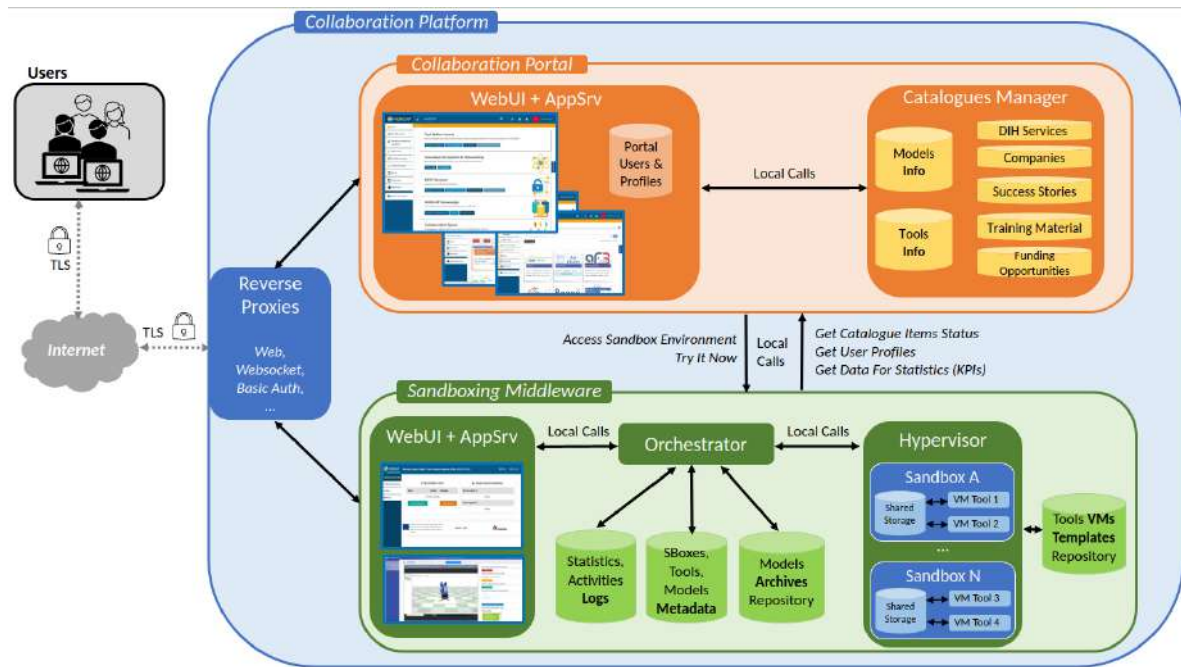 Collaboration Platform
Users
TLS
Internet
TLS
Reverse
Proxies
Web,
Websocket,
Basic Auth,
...
Collaboration Portal
WebUI + AppSrv
Portal
Users &
Profiles
Local Calls
Catalogues Manager
Models
Info
Tools
Info
DIH Services
Companies
Success Stories
Training Material
Funding
Opportunities
Access Sandbox Environment
Try It Now
Local
Calls
Get Catalogue Items Status
Get User Profiles
Get Data For Statistics (KPIs)
Sandboxing Middleware
WebUI + AppSrv
Local Calls
Orchestrator
Local Calls
Statistics,
Activities
Logs
SBoxes,
Tools,
Models
Metadata
Models
Archives
Repository
Hypervisor
Sandbox A
Shared
Storage
VM Tool 1
VM Tool 2
...
Sandbox N
Shared
Storage
VM Tool 3
VM Tool 4
Tools VMs
Templates
Repository